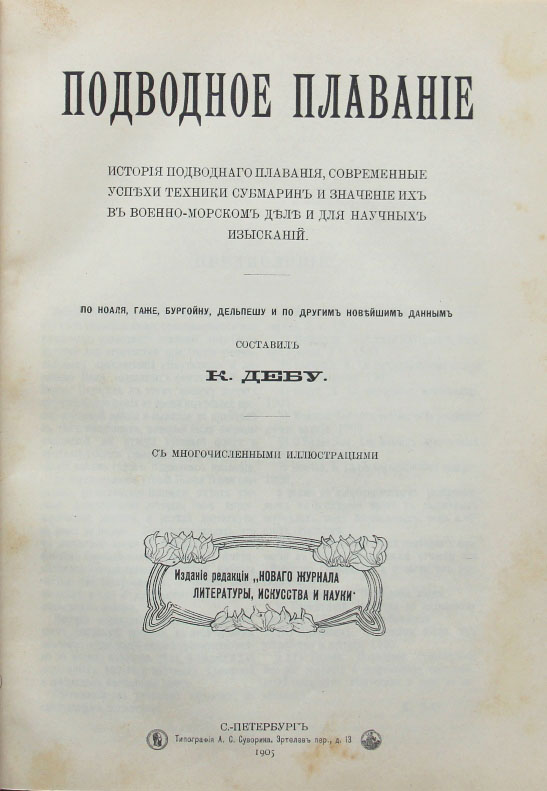 ПОДВОДНОЕ ПЛАВАНІЕ
ИСТОРІЯ ПОДВОДНАГО ПЛАВАНІЯ, СОВРЕМЕННЫЕ
УСПѢХИ ТЕХНИКИ СУБМАРИНЪ И ЗНАЧЕНІЕ ИХЪ
ВЪ ВОЕННО-МОРСКОМЪ ДѢЛѢ И ДЛЯ НАУЧНЫХЪ
ИЗЫСКАНІЙ.
ПО НОАЛЯ, ГАЖЕ, БУРГОЙНУ, ДЕЛЬПЕШУ И ПО ДРУГИМЪ НОВѢЙШИМЪ ДАННЫМЪ
СОСТАВИЛЪ
К. ДЕБУ.
СЪ МНОГОЧИСЛЕННЫМИ ИЛЛЮСТРАЦІЯМИ
Изданіе редакціи „НОВАГО ЖУРНАЛА
ЛИТЕРАТУРЫ, ИСКУССТВА И НАУКИ"
С.-ПЕТЕРБУРГЪ
Типографія А. С. Суворина. Эртелевъ пер., д. 13
1905